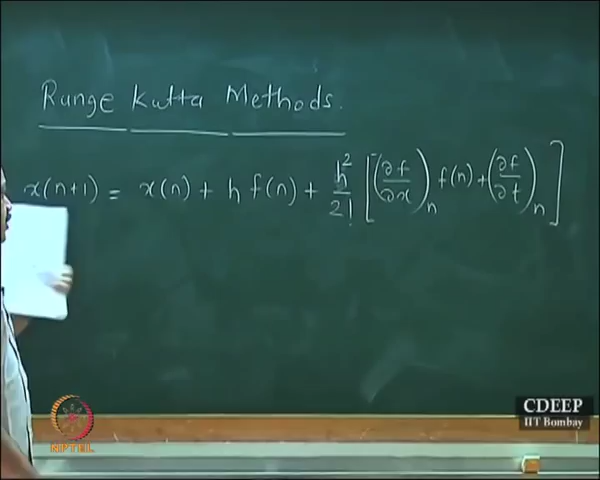 Runge Kutta Methods.
x(n+1) = x(n) + h f(n) + h²/2! [(∂f/∂x)ₙ f(n) + (∂f/∂t)ₙ]
CDEEP
IIT Bombay
NPTEL